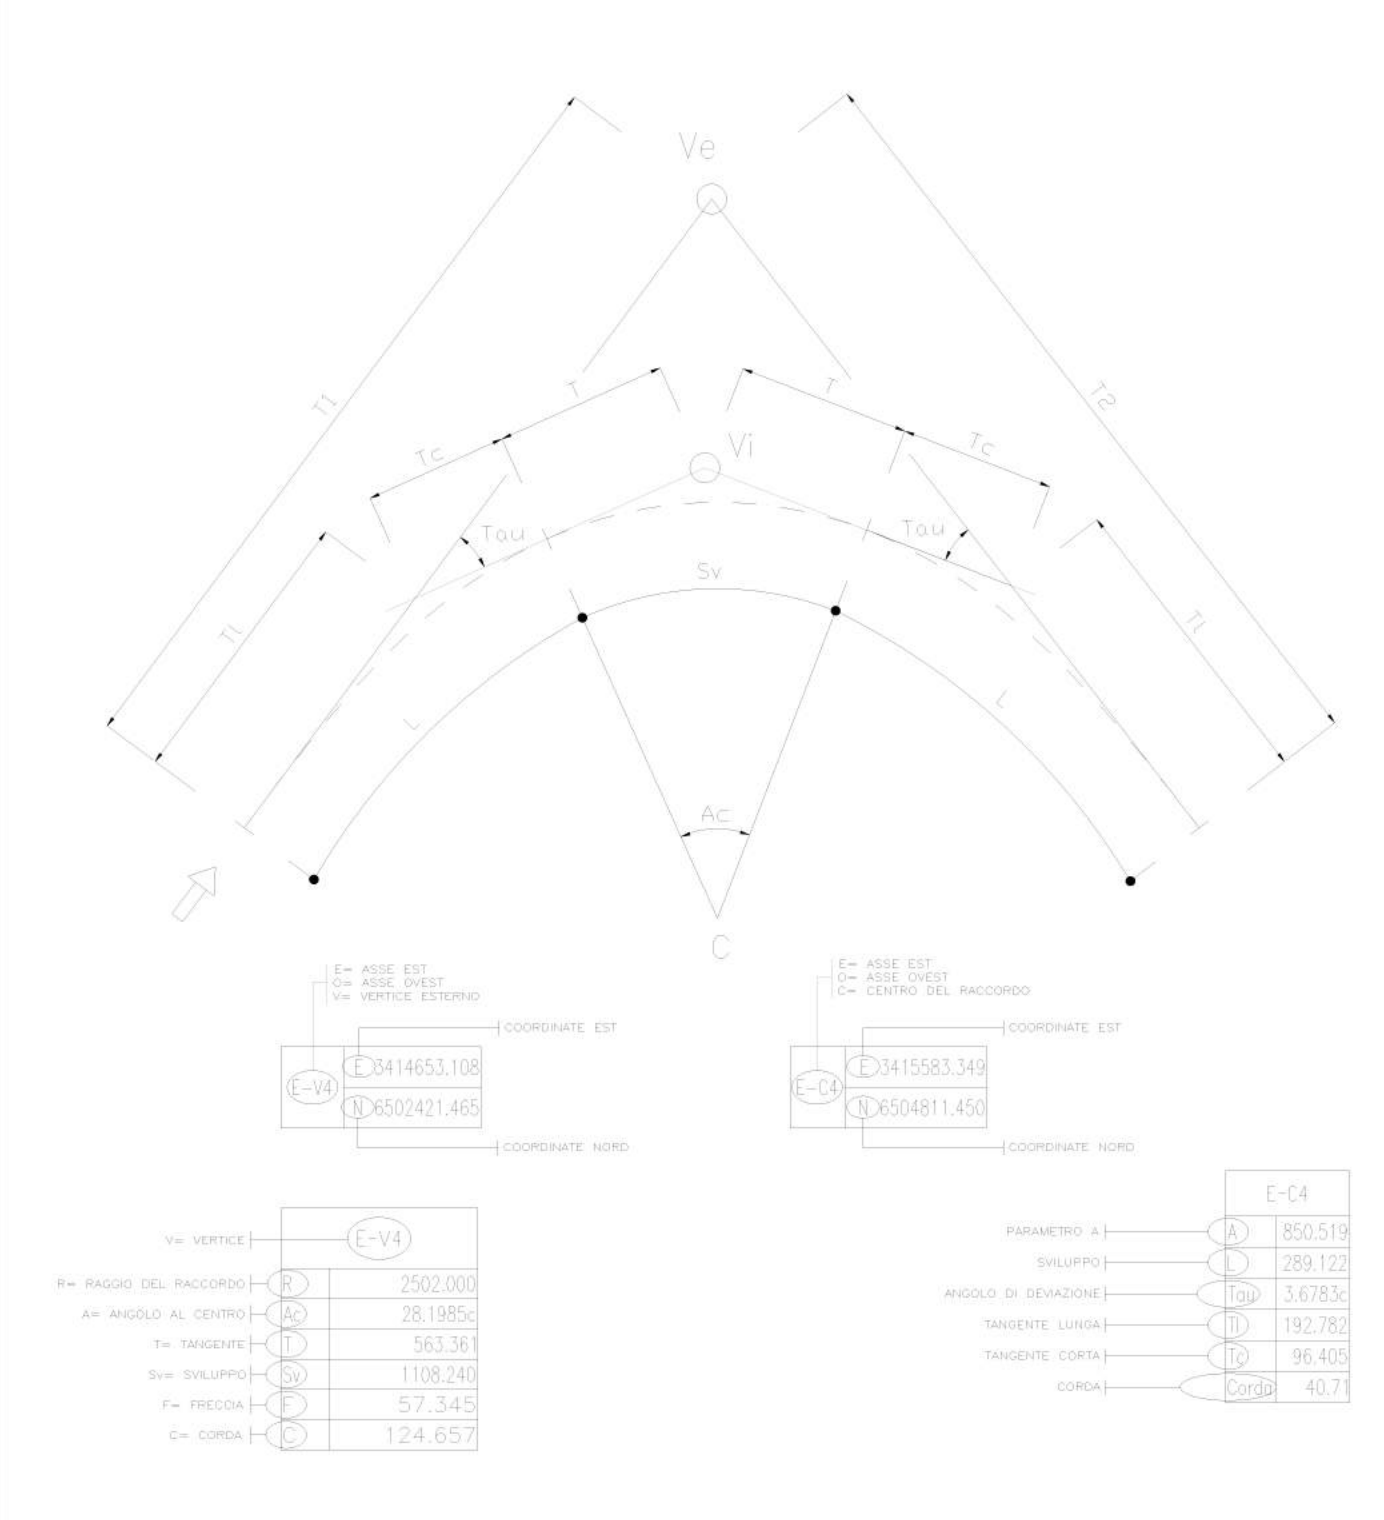 Ve
T1
T2
T
T
Tc
Tc
Vi
Tau
Tau
Sv
Tl
Tl
L
L
Ac
C
E= ASSE EST
O= ASSE OVEST
V= VERTICE ESTERNO
COORDINATE EST
E-V4
E 3414653.108
N 6502421.465
COORDINATE NORD
E= ASSE EST
O= ASSE OVEST
C= CENTRO DEL RACCORDO
COORDINATE EST
E-C4
E 3415583.349
N 6504811.450
COORDINATE NORD
V= VERTICE E-V4
R= RAGGIO DEL RACCORDO R 2502.000
A= ANGOLO AL CENTRO Ac 28.1985c
T= TANGENTE T 563.361
Sv= SVILUPPO Sv 1108.240
F= FRECCIA F 57.345
C= CORDA C 124.657
E-C4
PARAMETRO A A 850.519
SVILUPPO L 289.122
ANGOLO DI DEVIAZIONE Tau 3.6783c
TANGENTE LUNGA Tl 192.782
TANGENTE CORTA Tc 96.405
CORDA Corda 40.71